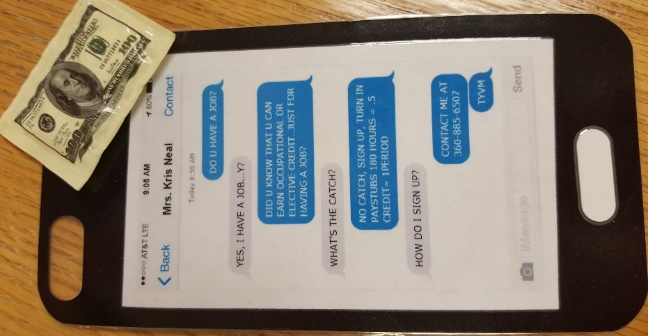 ●●○○○ AT&T LTE 9:05 AM
Back Mrs. Kris Neal Contact
Today 8:50 AM
DO U HAVE A JOB?
YES, I HAVE A JOB...Y?
DID U KNOW THAT U CAN
EARN OCCUPATIONAL OR
ELECTIVE CREDIT...JUST FOR
HAVING A JOB?
WHAT'S THE CATCH?
NO CATCH, SIGN UP, TURN IN
PAYSTUBS 180 HOURS = .5
CREDIT= 1PERIOD
HOW DO I SIGN UP?
CONTACT ME AT
360-885-6507
TYVM
iMessage Send
100
100